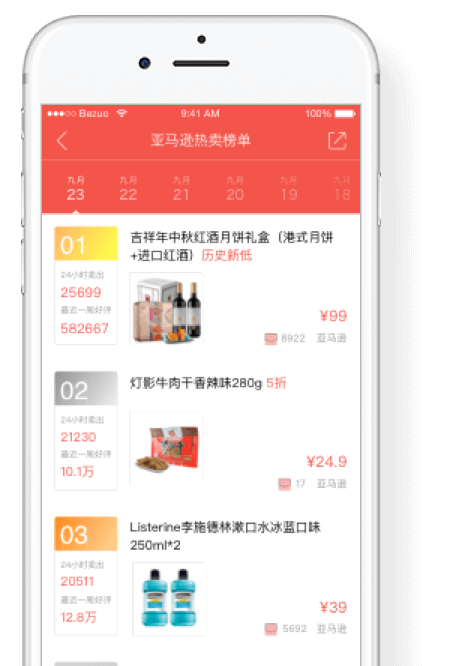 Bezuo 9:41 AM 100%
亚马逊热卖榜单
九月 九月 九月 九月 九月 九月
23 22 21 20 19 18
01
吉祥年中秋红酒月饼礼盒（港式月饼
+进口红酒）历史新低
24小时卖出
25699
最近一周好评
582667
¥99
8922 亚马逊
02
灯影牛肉干香辣味280g 5折
24小时卖出
21230
最近一周好评
10.1万
¥24.9
17 亚马逊
03
Listerine李施德林漱口水冰蓝口味
250ml*2
24小时卖出
20511
最近一周好评
12.8万
¥39
5692 亚马逊